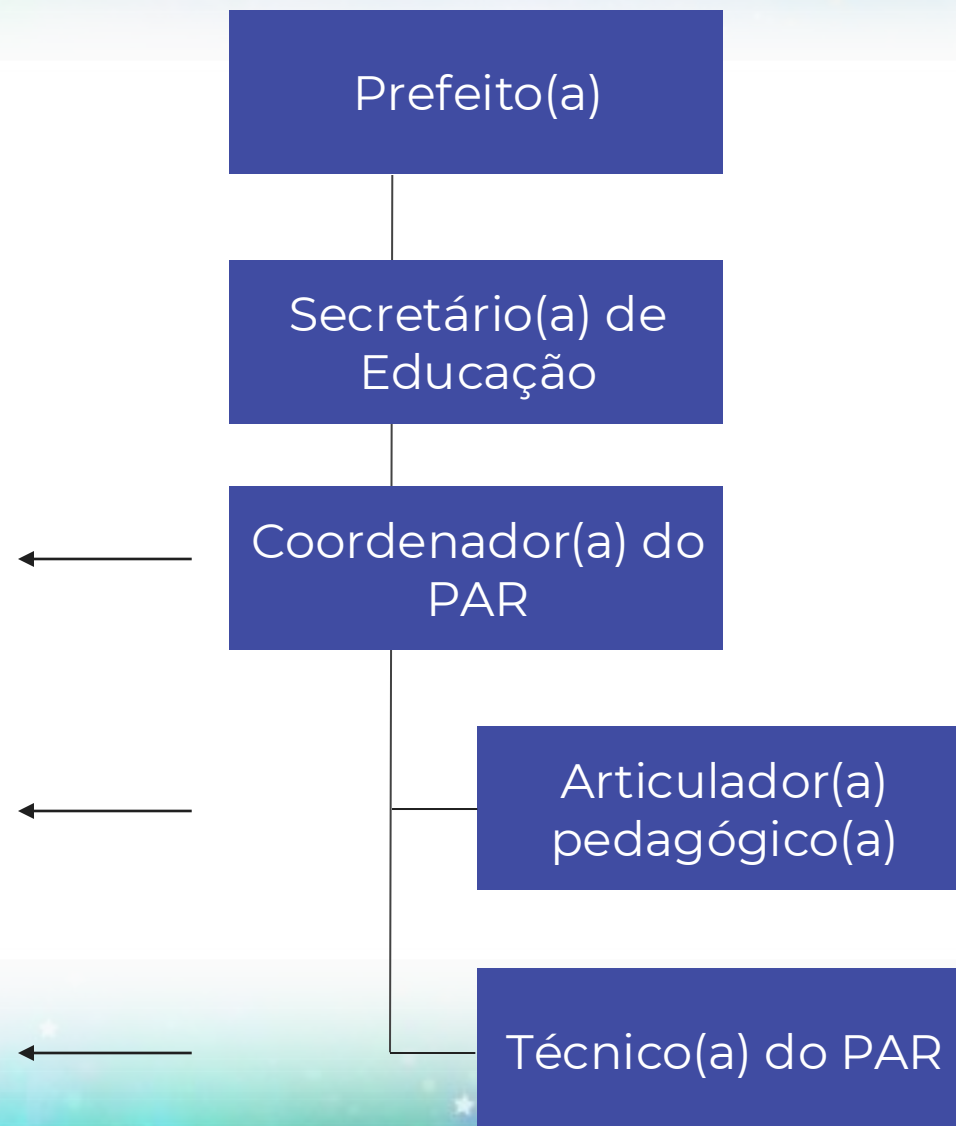 Prefeito(a)
Secretário(a) de
Educação
Coordenador(a) do
PAR
Articulador(a)
pedagógico(a)
Técnico(a) do PAR